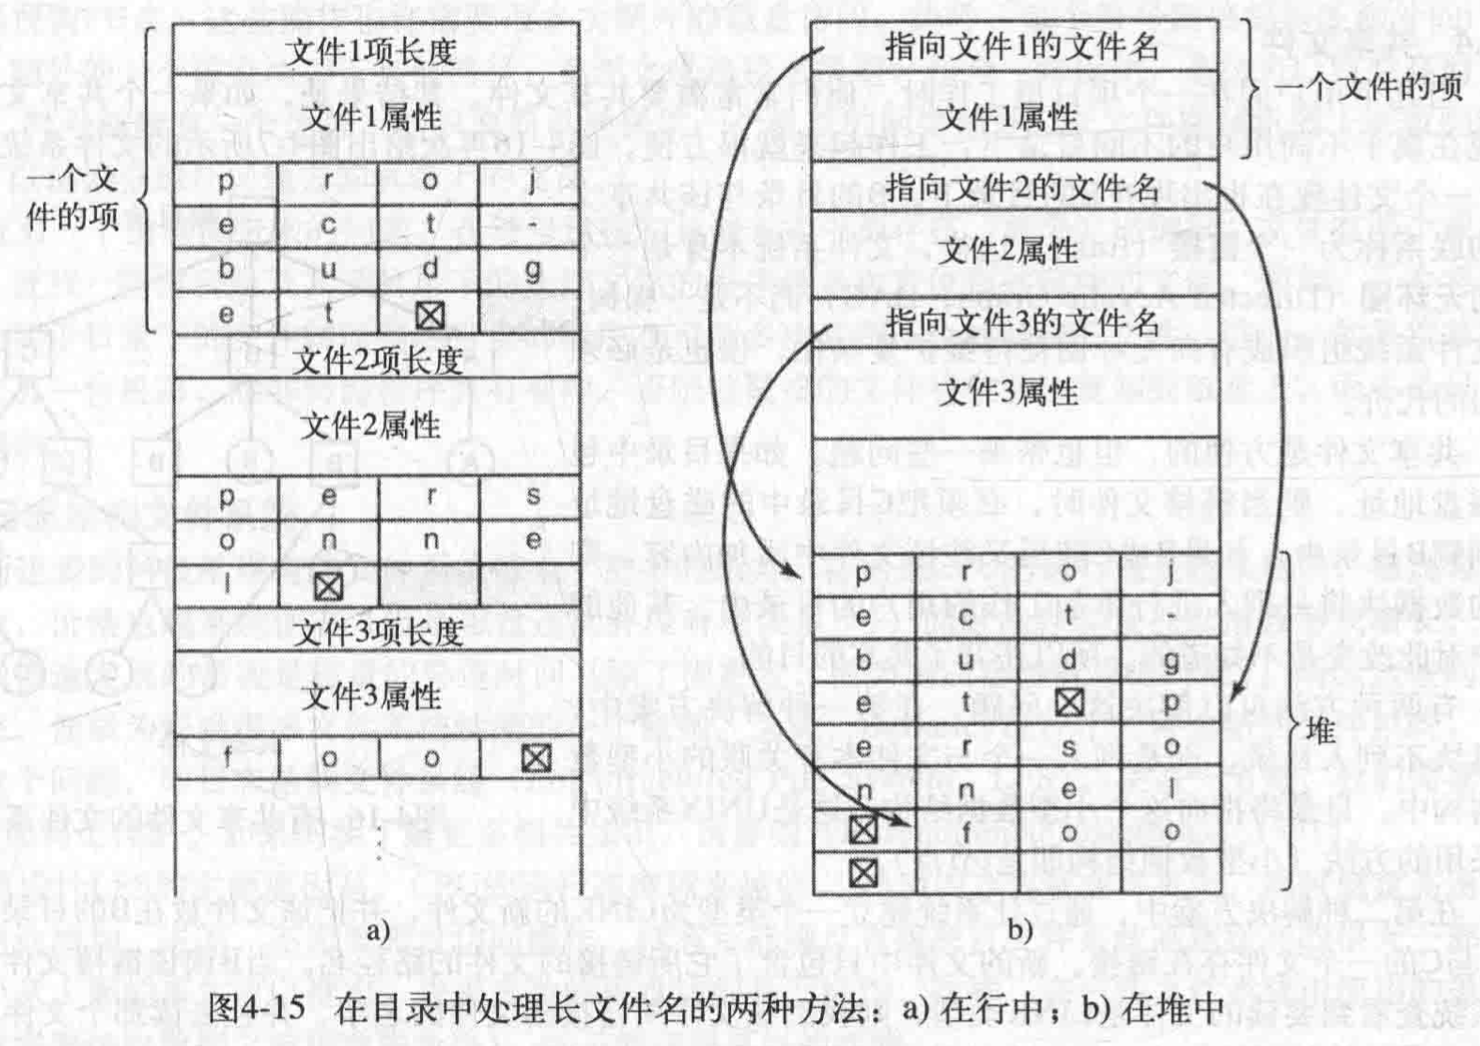 一个文
件的项
文件1项长度
文件1属性
p r o j
e c t -
b u d g
e t ☒
文件2项长度
文件2属性
p e r s
o n n e
l ☒
文件3项长度
文件3属性
f o o ☒
⋮
a)
指向文件1的文件名
文件1属性
指向文件2的文件名
文件2属性
指向文件3的文件名
文件3属性
一个文件的项
p r o j
e c t -
b u d g
e t ☒ p
e r s o
n n e l
☒ f o o
☒
堆
b)
图4-15 在目录中处理长文件名的两种方法：a) 在行中；b) 在堆中